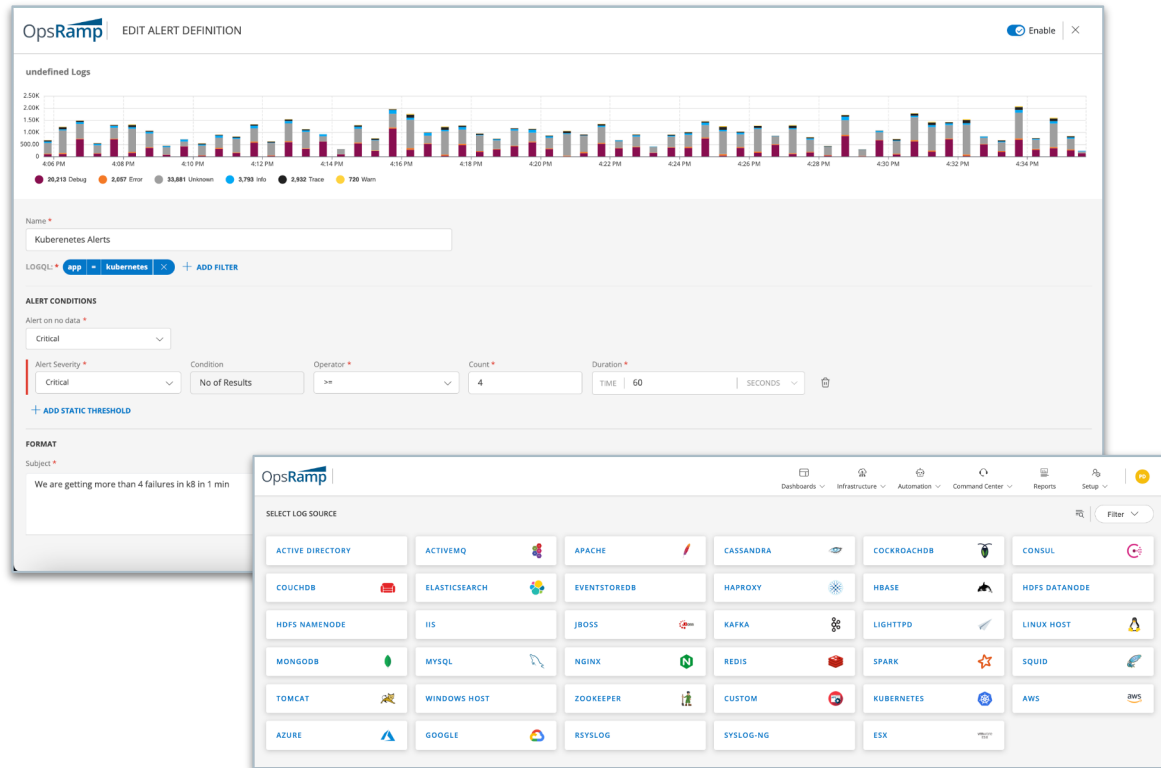 OpsRamp EDIT ALERT DEFINITION Enable
undefined Logs
2.50K
2.00K
1.50K
1.00K
500.00
0
4:06 PM 4:08 PM 4:10 PM 4:12 PM 4:14 PM 4:16 PM 4:18 PM 4:20 PM 4:22 PM 4:24 PM 4:26 PM 4:28 PM 4:30 PM 4:32 PM 4:34 PM
20,213 Debug 2,057 Error 33,881 Unknown 3,793 Info 2,932 Trace 720 Warn
Name *
Kuberenetes Alerts
LOGQL: * app = kubernetes × + ADD FILTER
ALERT CONDITIONS
Alert on no data *
Critical
Alert Severity * Condition Operator * Count * Duration *
Critical No of Results >= 4 TIME 60 SECONDS
+ ADD STATIC THRESHOLD
FORMAT
Subject *
We are getting more than 4 failures in k8 in 1 min
OpsRamp
Dashboards Infrastructure Automation Command Center Reports Setup
SELECT LOG SOURCE Filter
ACTIVE DIRECTORY ACTIVEMQ APACHE CASSANDRA COCKROACHDB CONSUL
COUCHDB ELASTICSEARCH EVENTSTOREDB HAPROXY HBASE HDFS DATANODE
HDFS NAMENODE IIS JBOSS KAFKA LIGHTTPD LINUX HOST
MONGODB MYSQL NGINX REDIS SPARK SQUID
TOMCAT WINDOWS HOST ZOOKEEPER CUSTOM KUBERNETES AWS aws
AZURE GOOGLE RSYSLOG SYSLOG-NG ESX